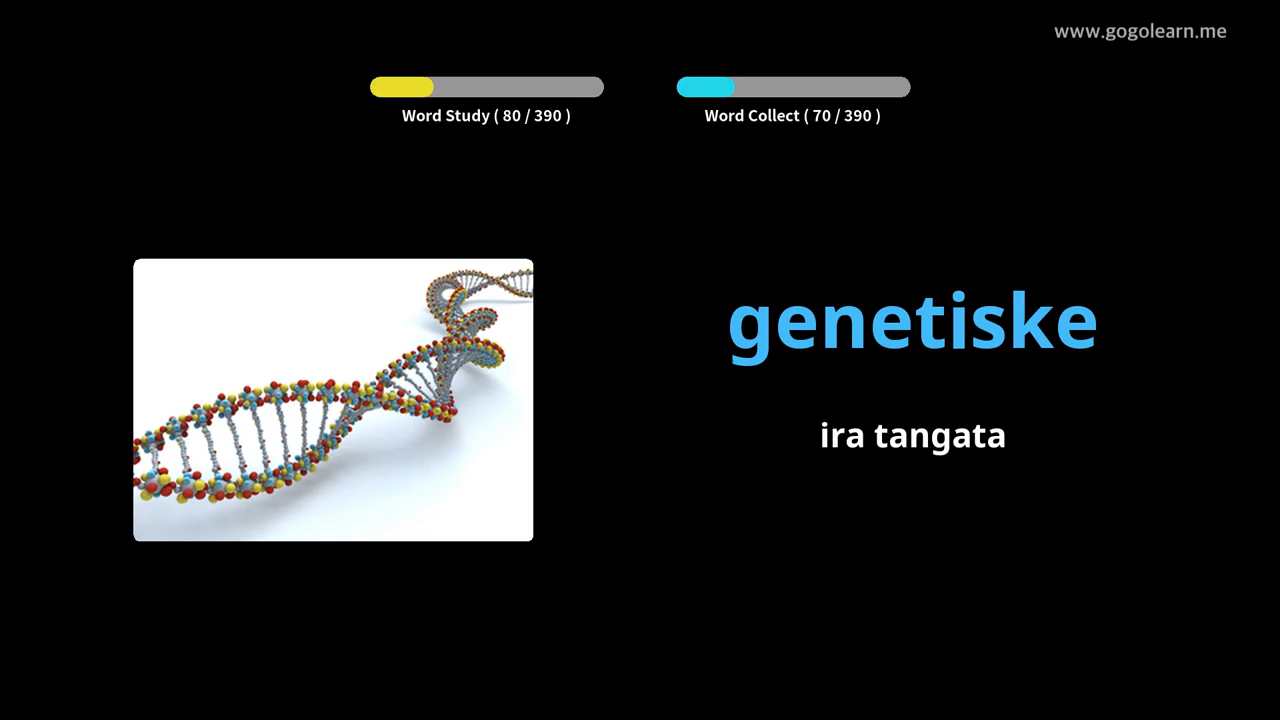 www.gogolearn.me
Word Study ( 80 / 390 )
Word Collect ( 70 / 390 )
genetiske
ira tangata